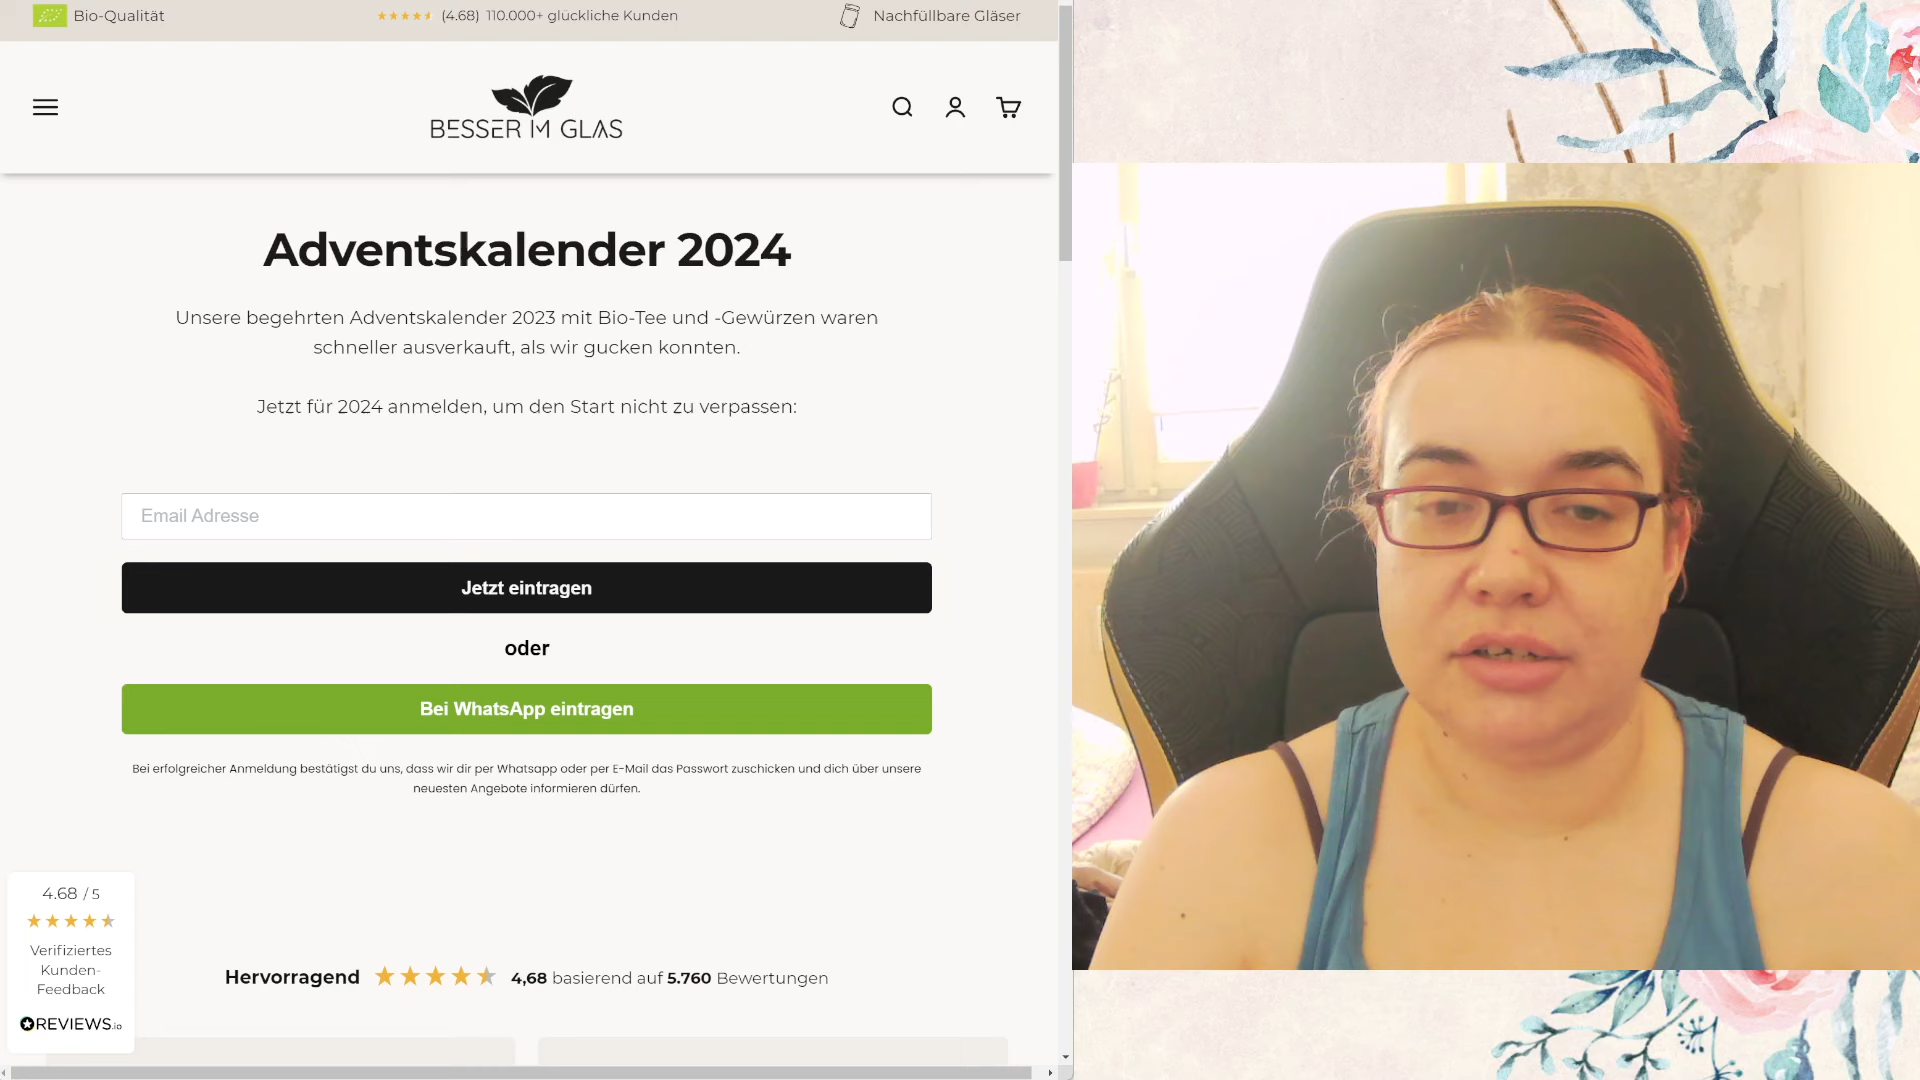 Bio-Qualität
(4.68) 110.000+ glückliche Kunden
Nachfüllbare Gläser
BESSER IM GLAS
Adventskalender 2024
Unsere begehrten Adventskalender 2023 mit Bio-Tee und -Gewürzen waren
schneller ausverkauft, als wir gucken konnten.
Jetzt für 2024 anmelden, um den Start nicht zu verpassen:
Email Adresse
Jetzt eintragen
oder
Bei WhatsApp eintragen
Bei erfolgreicher Anmeldung bestätigst du uns, dass wir dir per Whatsapp oder per E-Mail das Passwort zuschicken und dich über unsere
neuesten Angebote informieren dürfen.
4.68 / 5
Verifiziertes
Kunden-
Feedback
REVIEWS.io
Hervorragend 4,68 basierend auf 5.760 Bewertungen